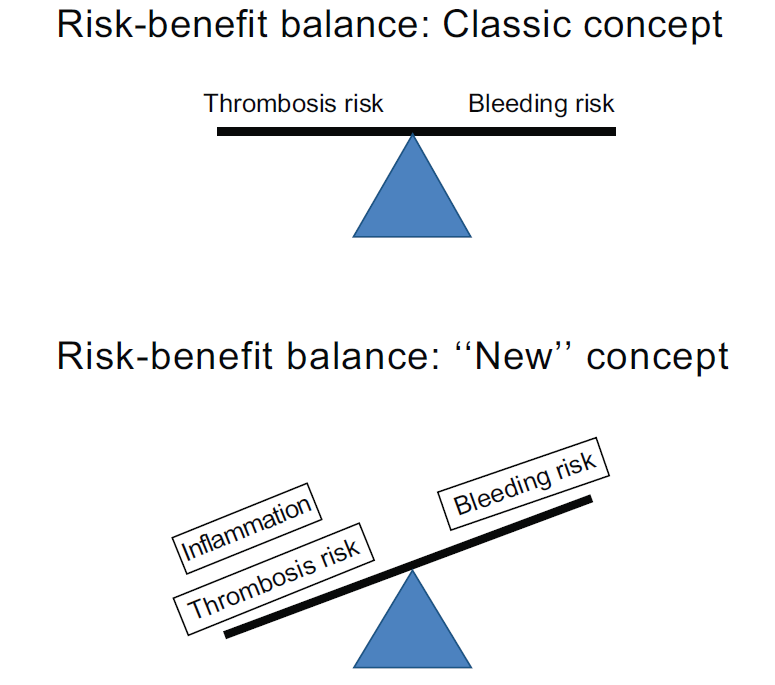 Risk-benefit balance: Classic concept
Thrombosis risk
Bleeding risk
Risk-benefit balance: ‘‘New’’ concept
Inflammation
Thrombosis risk
Bleeding risk